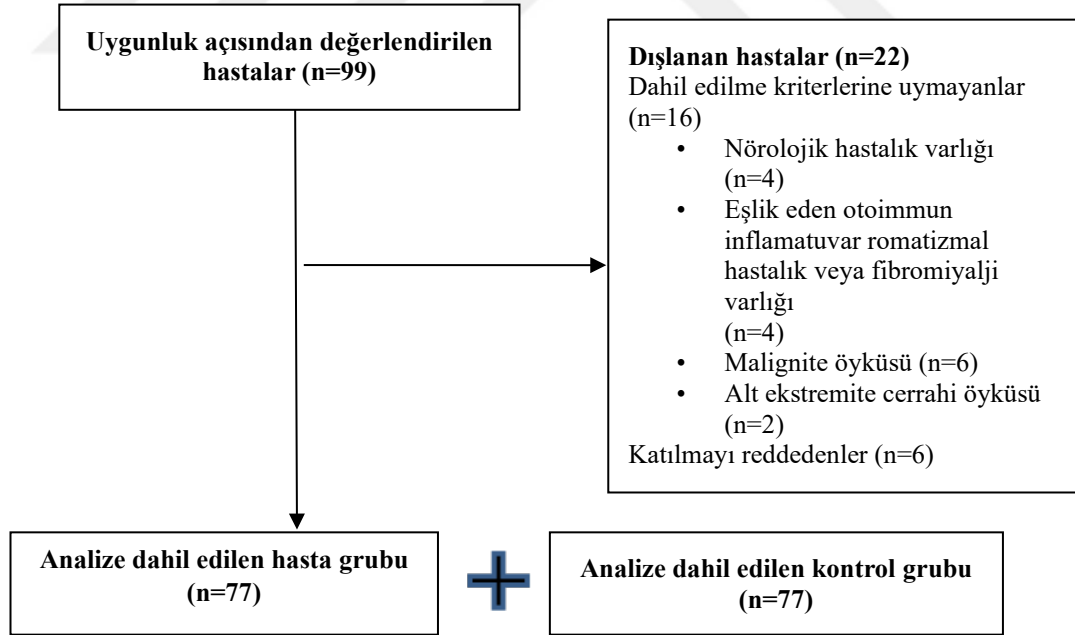 Uygunluk açısından değerlendirilen
hastalar (n=99)
Dışlanan hastalar (n=22)
Dahil edilme kriterlerine uymayanlar
(n=16)
• Nörolojik hastalık varlığı
(n=4)
• Eşlik eden otoimmun
inflamatuvar romatizmal
hastalık veya fibromiyalji
varlığı
(n=4)
• Malignite öyküsü (n=6)
• Alt ekstremite cerrahi öyküsü
(n=2)
Katılmayı reddedenler (n=6)
Analize dahil edilen hasta grubu
(n=77)
Analize dahil edilen kontrol grubu
(n=77)